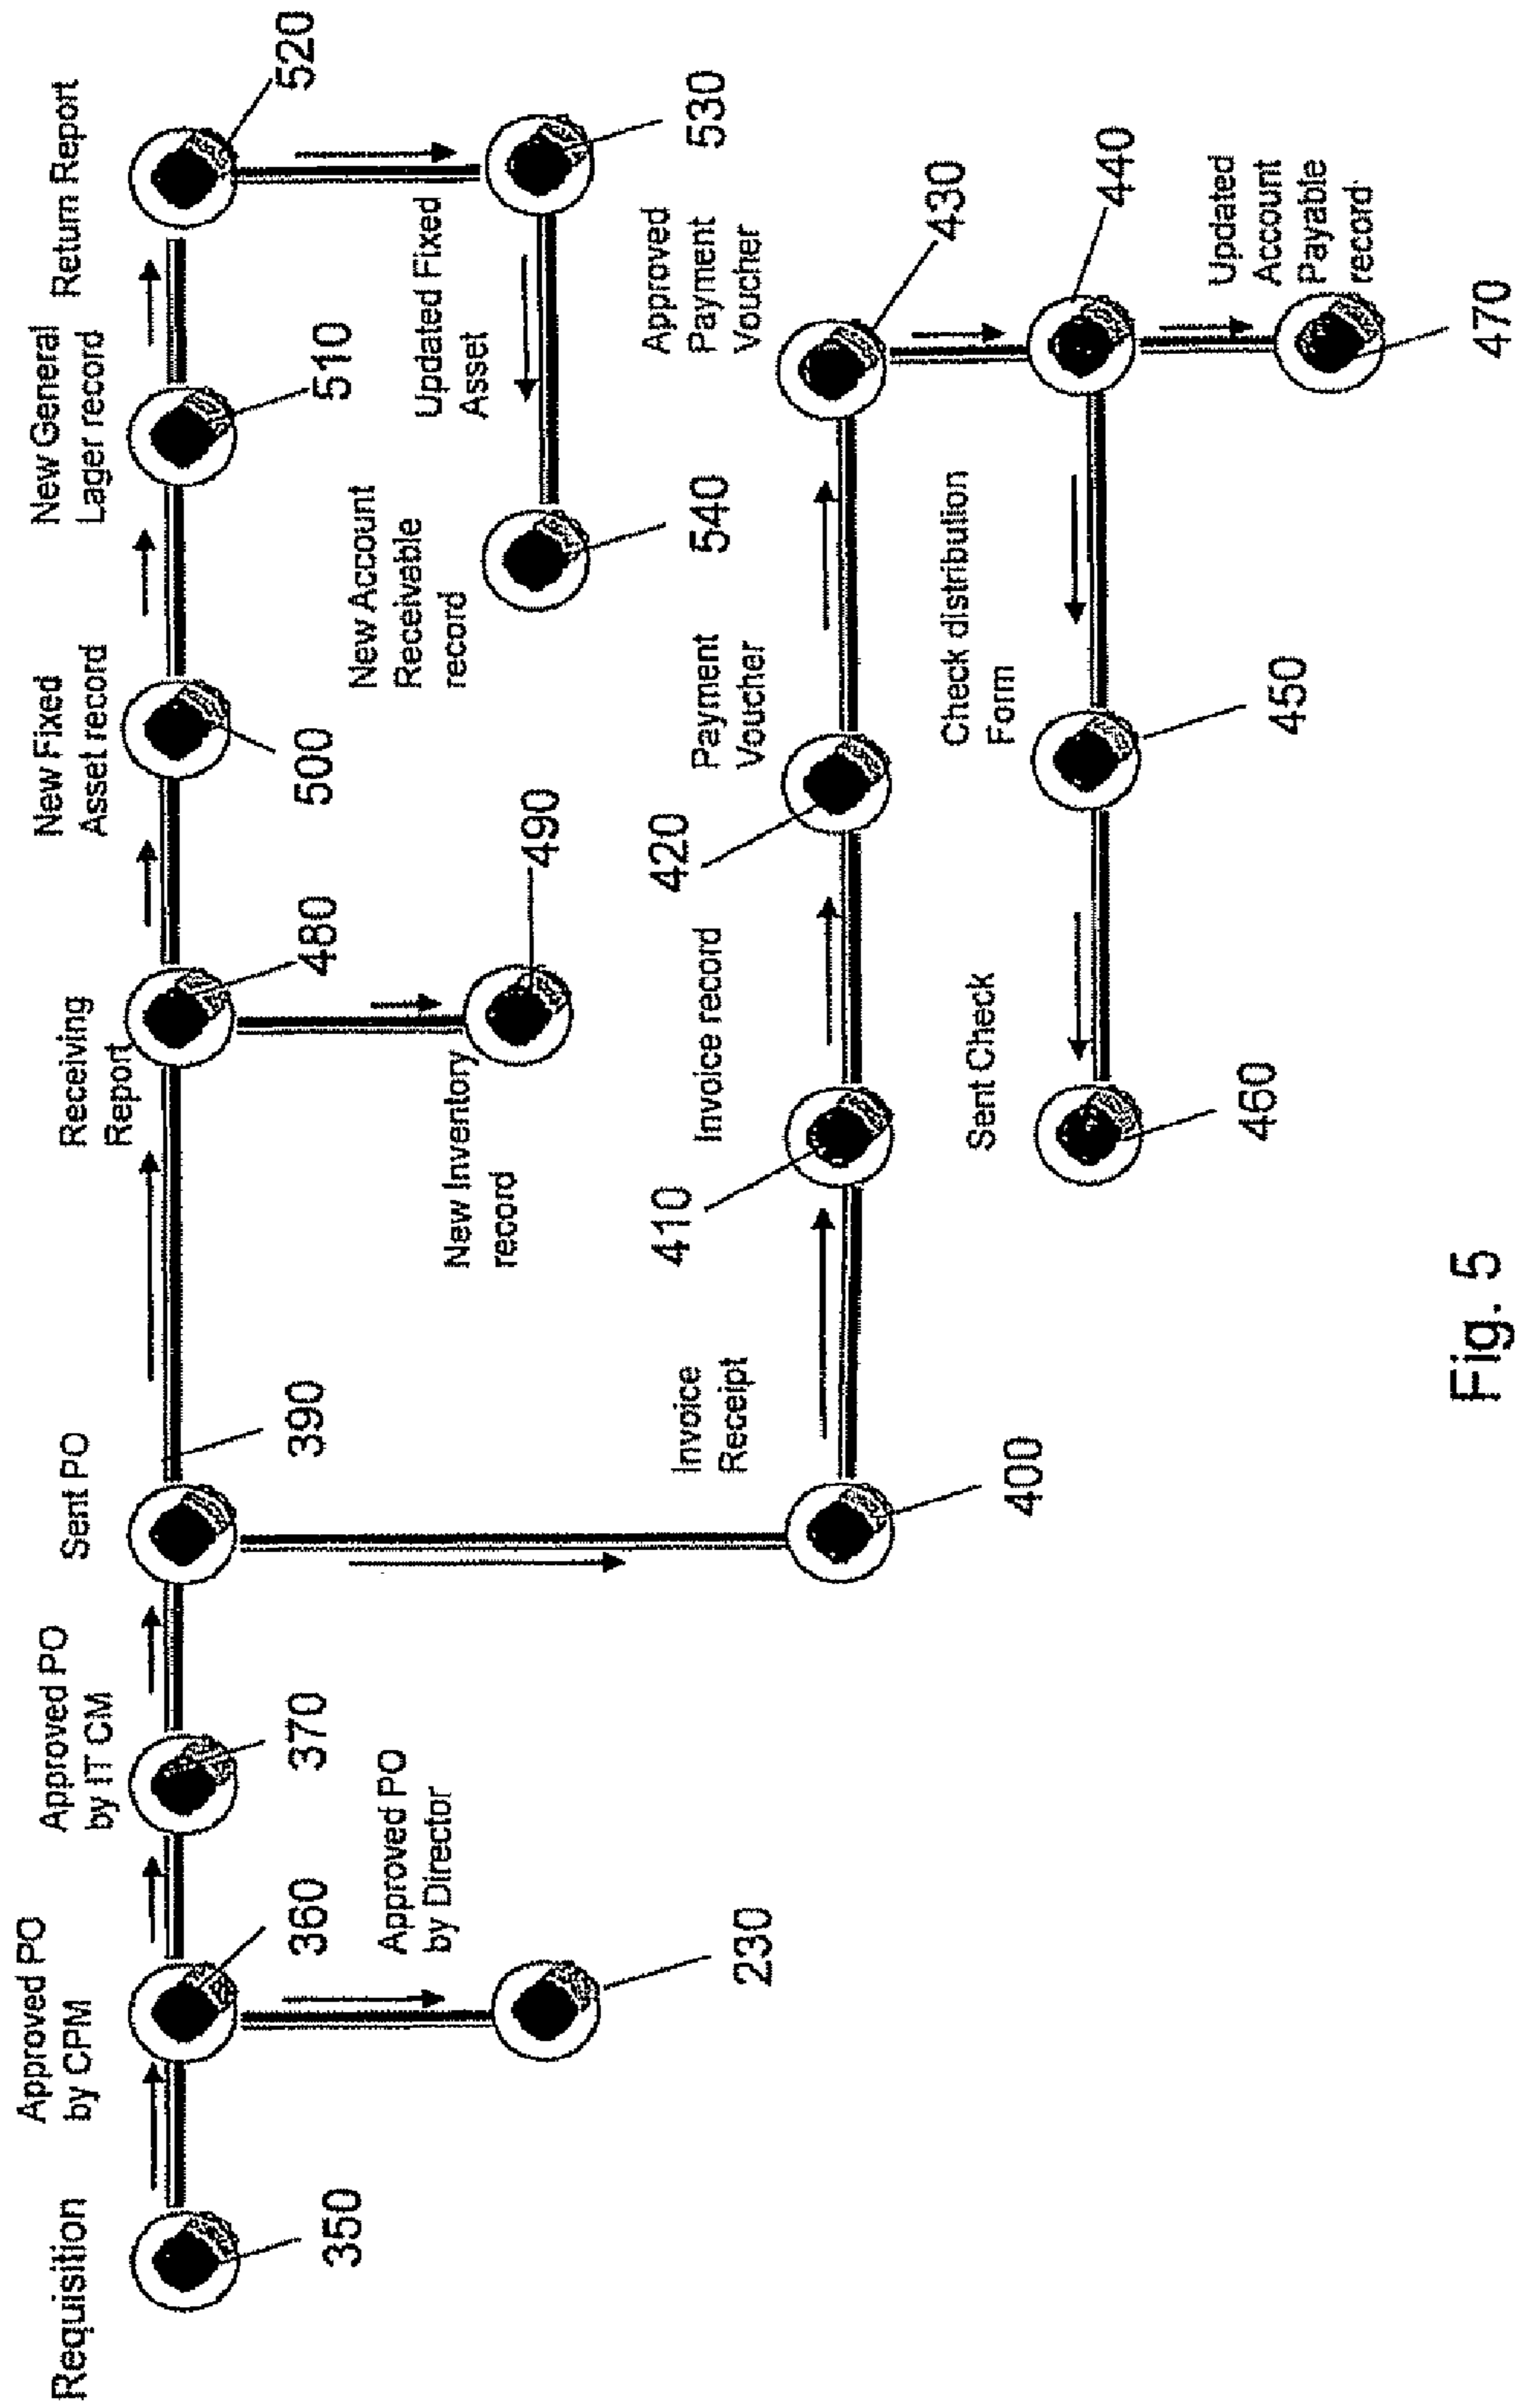 Requisition
Approved PO
by CPM
Approved PO
by IT CM
Sent PO
Receiving
Report
New Fixed
Asset record
New General
Lager record
Return Report
350
360
370
390
480
500
510
520
Approved PO
by Director
230
New Inventory
record
490
New Account
Receivable
record
540
Updated Fixed
Asset
530
Invoice
Receipt
400
410
Invoice record
420
Payment
Voucher
Approved
Payment
Voucher
430
Sent Check
460
Check distribution
Form
450
440
Updated
Account
Payable
record
470
Fig. 5